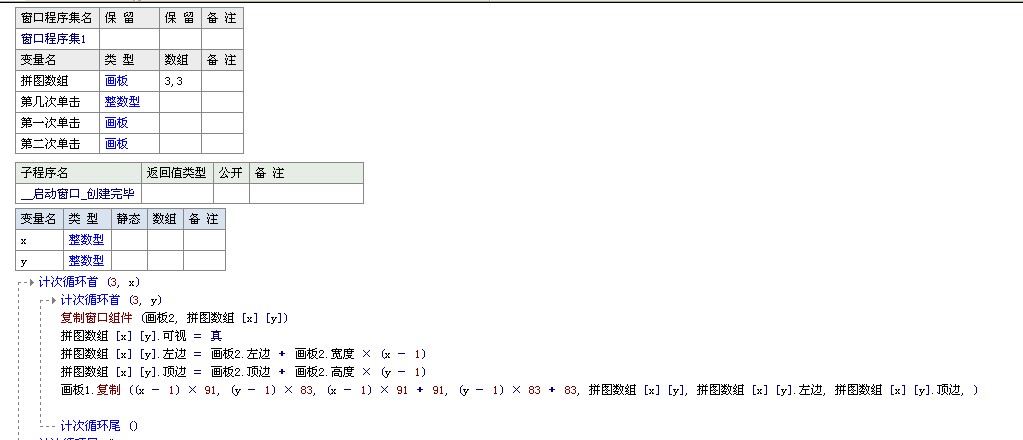 窗口程序集名 保 留 保 留 备 注
窗口程序集1
变量名 类 型 数组 备 注
拼图数组 画板 3,3
第几次单击 整数型
第一次单击 画板
第二次单击 画板
子程序名 返回值类型 公开 备 注
__启动窗口_创建完毕
变量名 类 型 静态 数组 备 注
x 整数型
y 整数型
计次循环首 (3, x)
计次循环首 (3, y)
复制窗口组件 (画板2, 拼图数组 [x] [y])
拼图数组 [x] [y].可视 = 真
拼图数组 [x] [y].左边 = 画板2.左边 + 画板2.宽度 × (x - 1)
拼图数组 [x] [y].顶边 = 画板2.顶边 + 画板2.高度 × (y - 1)
画板1.复制 ((x - 1) × 91, (y - 1) × 83, (x - 1) × 91 + 91, (y - 1) × 83 + 83, 拼图数组 [x] [y], 拼图数组 [x] [y].左边, 拼图数组 [x] [y].顶边, )
计次循环尾 ()